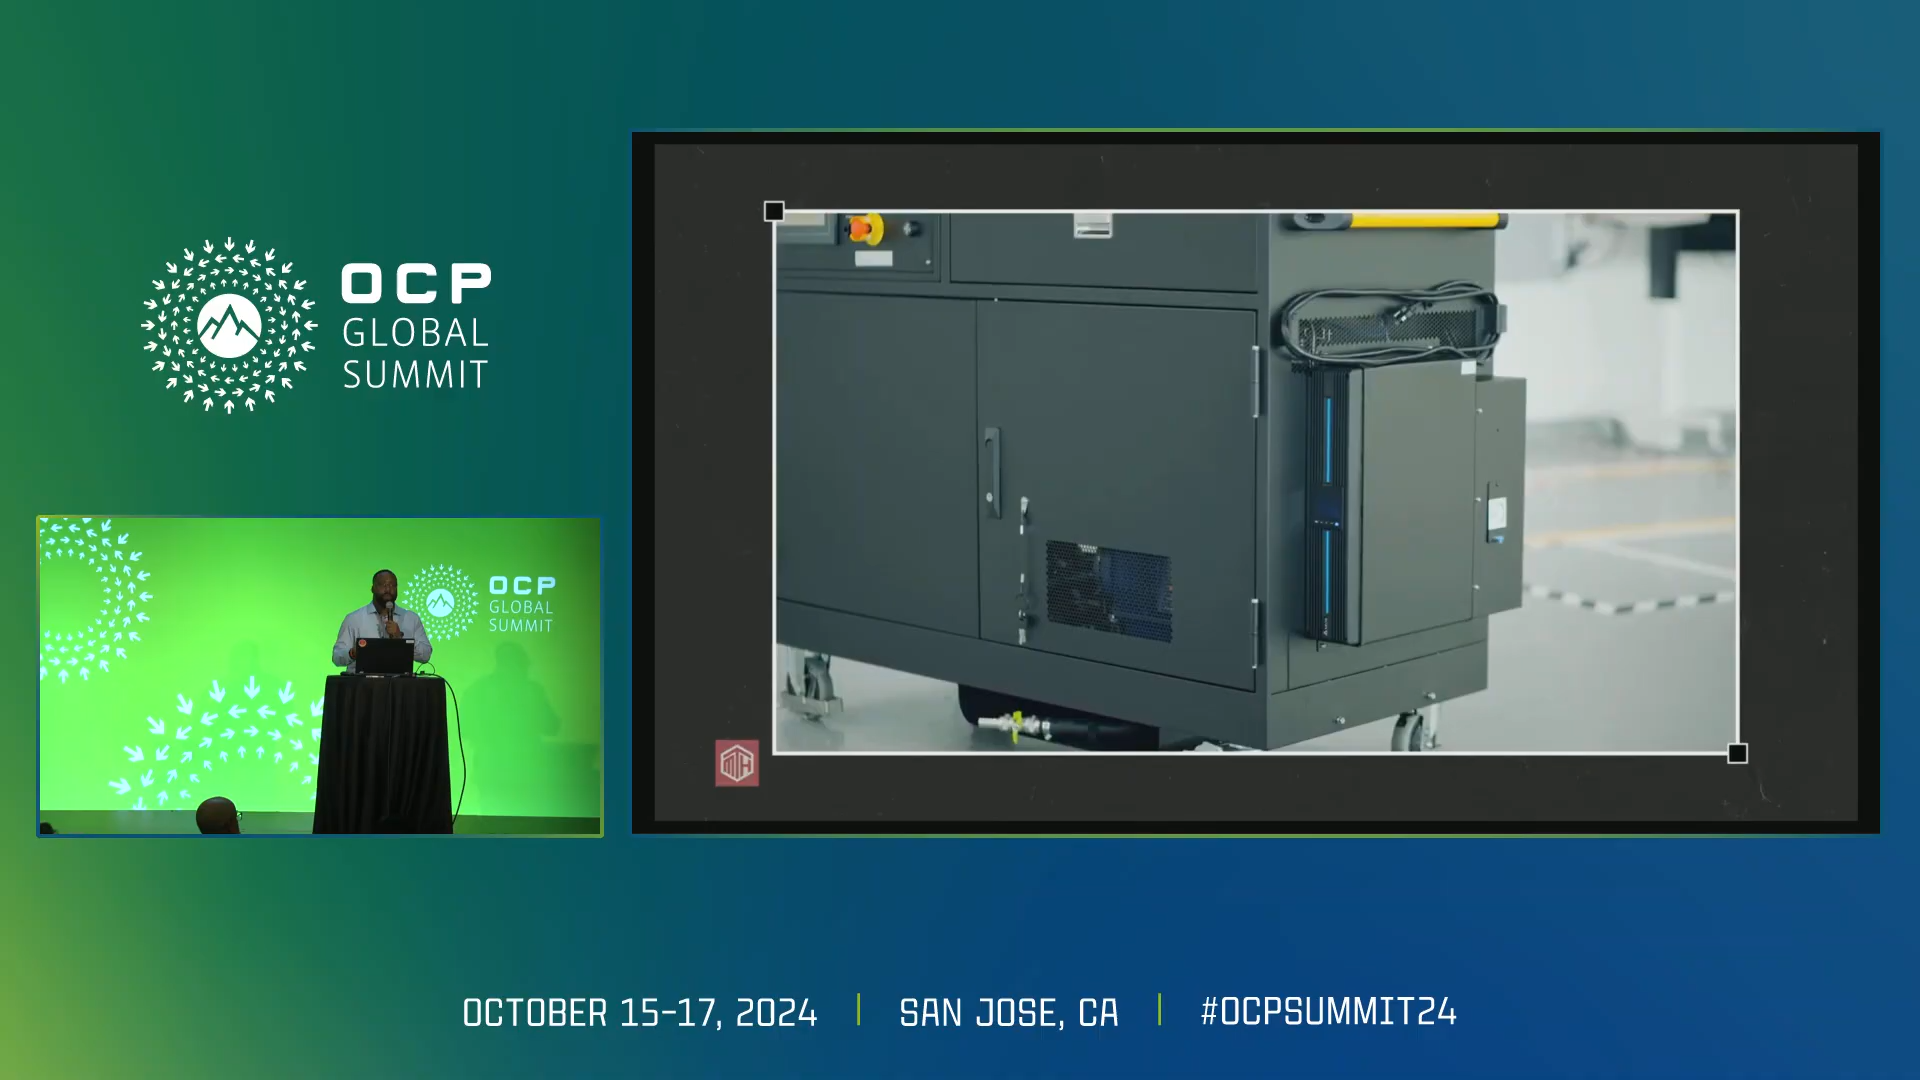 OCP
GLOBAL
SUMMIT
OCP
GLOBAL
SUMMIT
OCTOBER 15-17, 2024 | SAN JOSE, CA | #OCPSUMMIT24